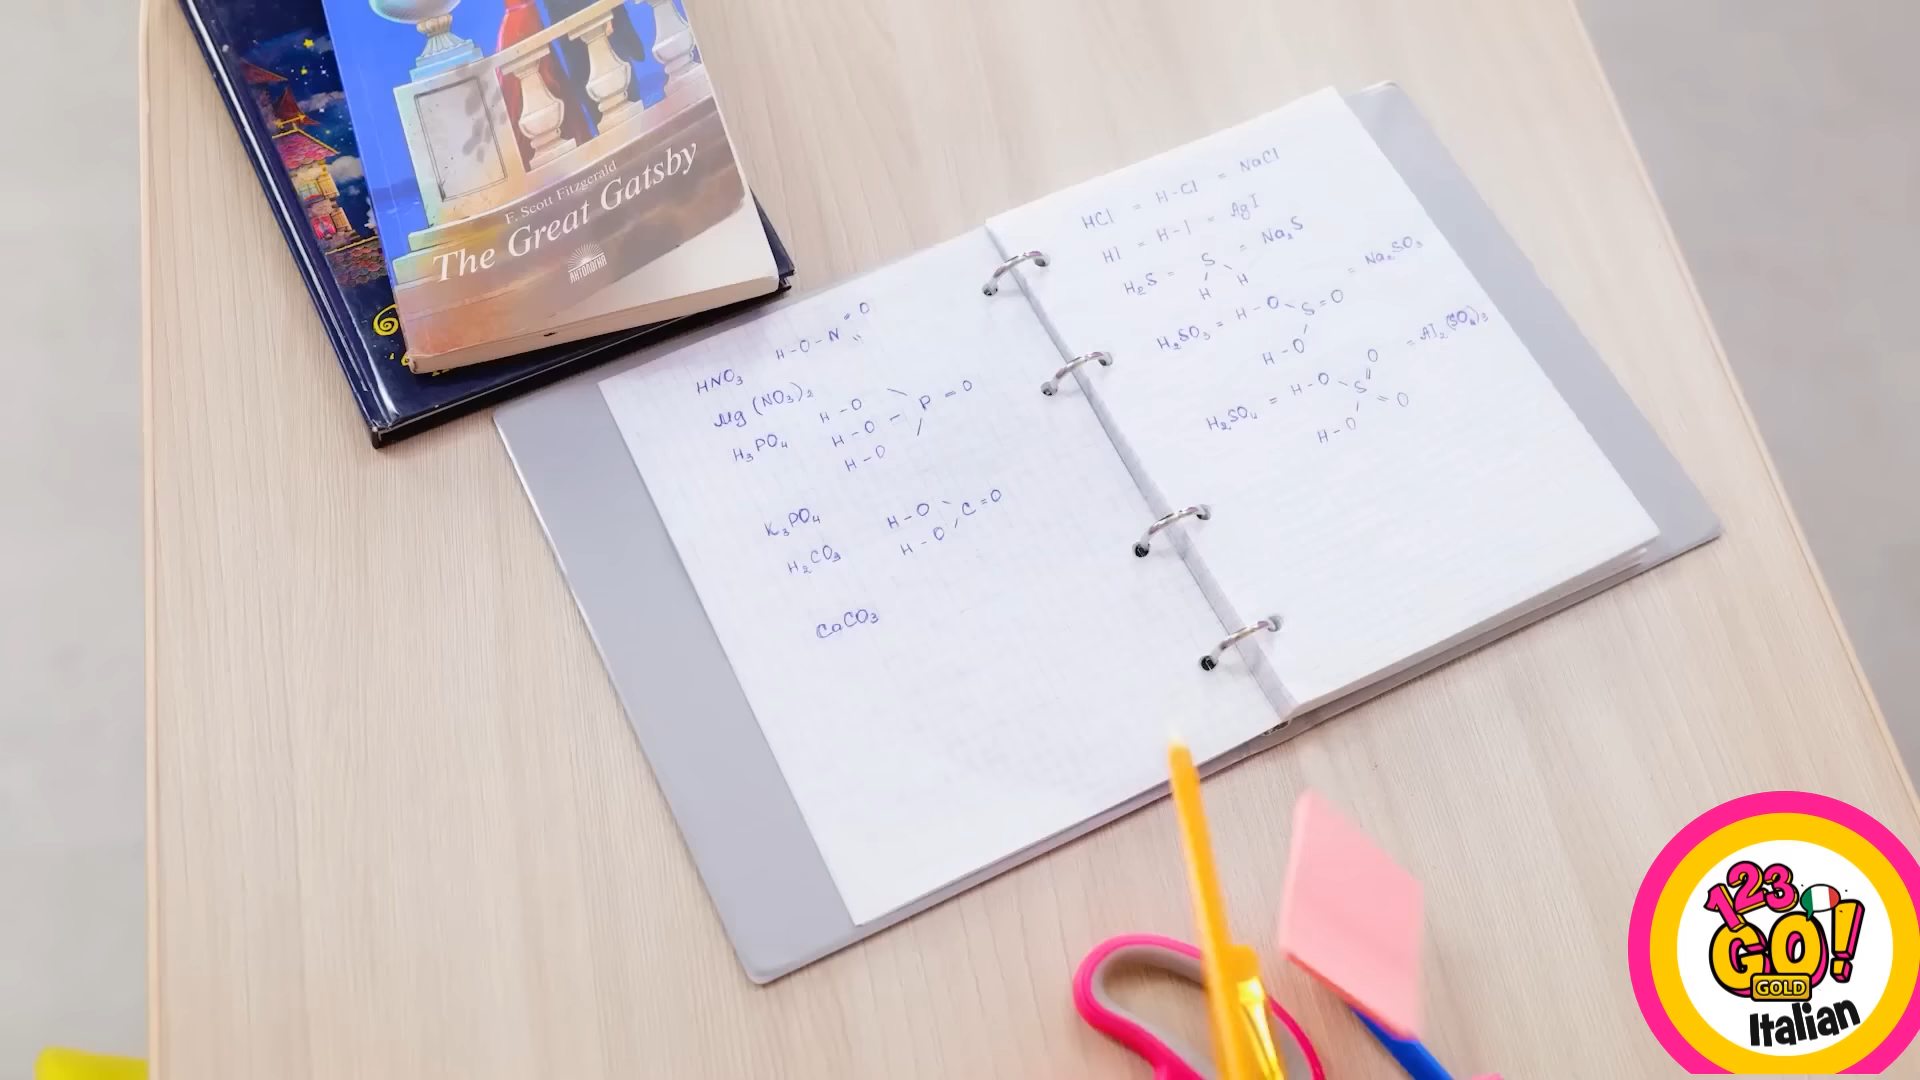 F. Scott Fitzgerald
The Great Gatsby
АНТОЛОГИЯ
HNO3 H-O-N=O
Mg(NO3)2
H3PO4 H-O P=O
H-O
H-O
K3PO4
H2CO3 H-O C=O
H-O
CaCO3
HCl = H-Cl = NaCl
HI = H-I = AgI
H2S = S = Na2S
H H
H2SO3 = H-O S=O = Na2SO3
H-O
H2SO4 = H-O S O = Al2(SO4)3
=O
H-O
123
GO!
GOLD
Italian